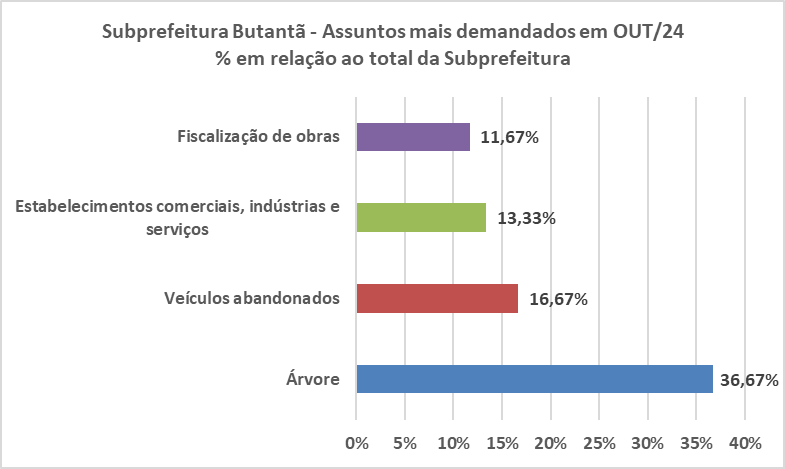 Subprefeitura Butantã - Assuntos mais demandados em OUT/24
% em relação ao total da Subprefeitura
Fiscalização de obras
11,67%
Estabelecimentos comerciais, indústrias e
serviços
13,33%
Veículos abandonados
16,67%
Árvore
36,67%
0% 5% 10% 15% 20% 25% 30% 35% 40%